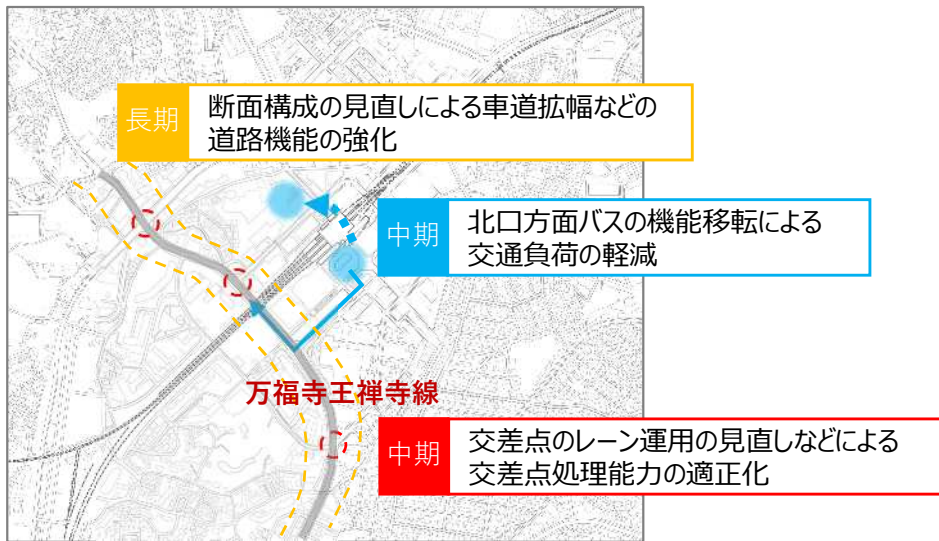 長期
断面構成の見直しによる車道拡幅などの
道路機能の強化
中期
北口方面バスの機能移転による
交通負荷の軽減
万福寺王禅寺線
中期
交差点のレーン運用の見直しなどによる
交差点処理能力の適正化